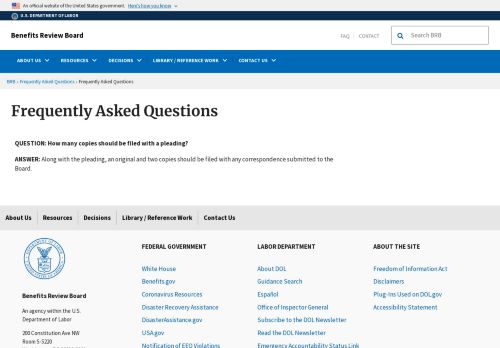 An official website of the United States government. Here's how you know
U.S. DEPARTMENT OF LABOR
Benefits Review Board
FAQ CONTACT Search BRB
ABOUT US RESOURCES DECISIONS LIBRARY / REFERENCE WORK CONTACT US
BRB › Frequently Asked Questions › Frequently Asked Questions
Frequently Asked Questions
QUESTION: How many copies should be filed with a pleading?
ANSWER: Along with the pleading, an original and two copies should be filed with any correspondence submitted to the
Board.
About Us Resources Decisions Library / Reference Work Contact Us
Benefits Review Board
An agency within the U.S.
Department of Labor
200 Constitution Ave NW
Room S-5220
FEDERAL GOVERNMENT
White House
Benefits.gov
Coronavirus Resources
Disaster Recovery Assistance
DisasterAssistance.gov
USA.gov
Notification of EEO Violations
LABOR DEPARTMENT
About DOL
Guidance Search
Español
Office of Inspector General
Subscribe to the DOL Newsletter
Read the DOL Newsletter
Emergency Accountability Status Link
ABOUT THE SITE
Freedom of Information Act
Disclaimers
Plug-Ins Used on DOL.gov
Accessibility Statement